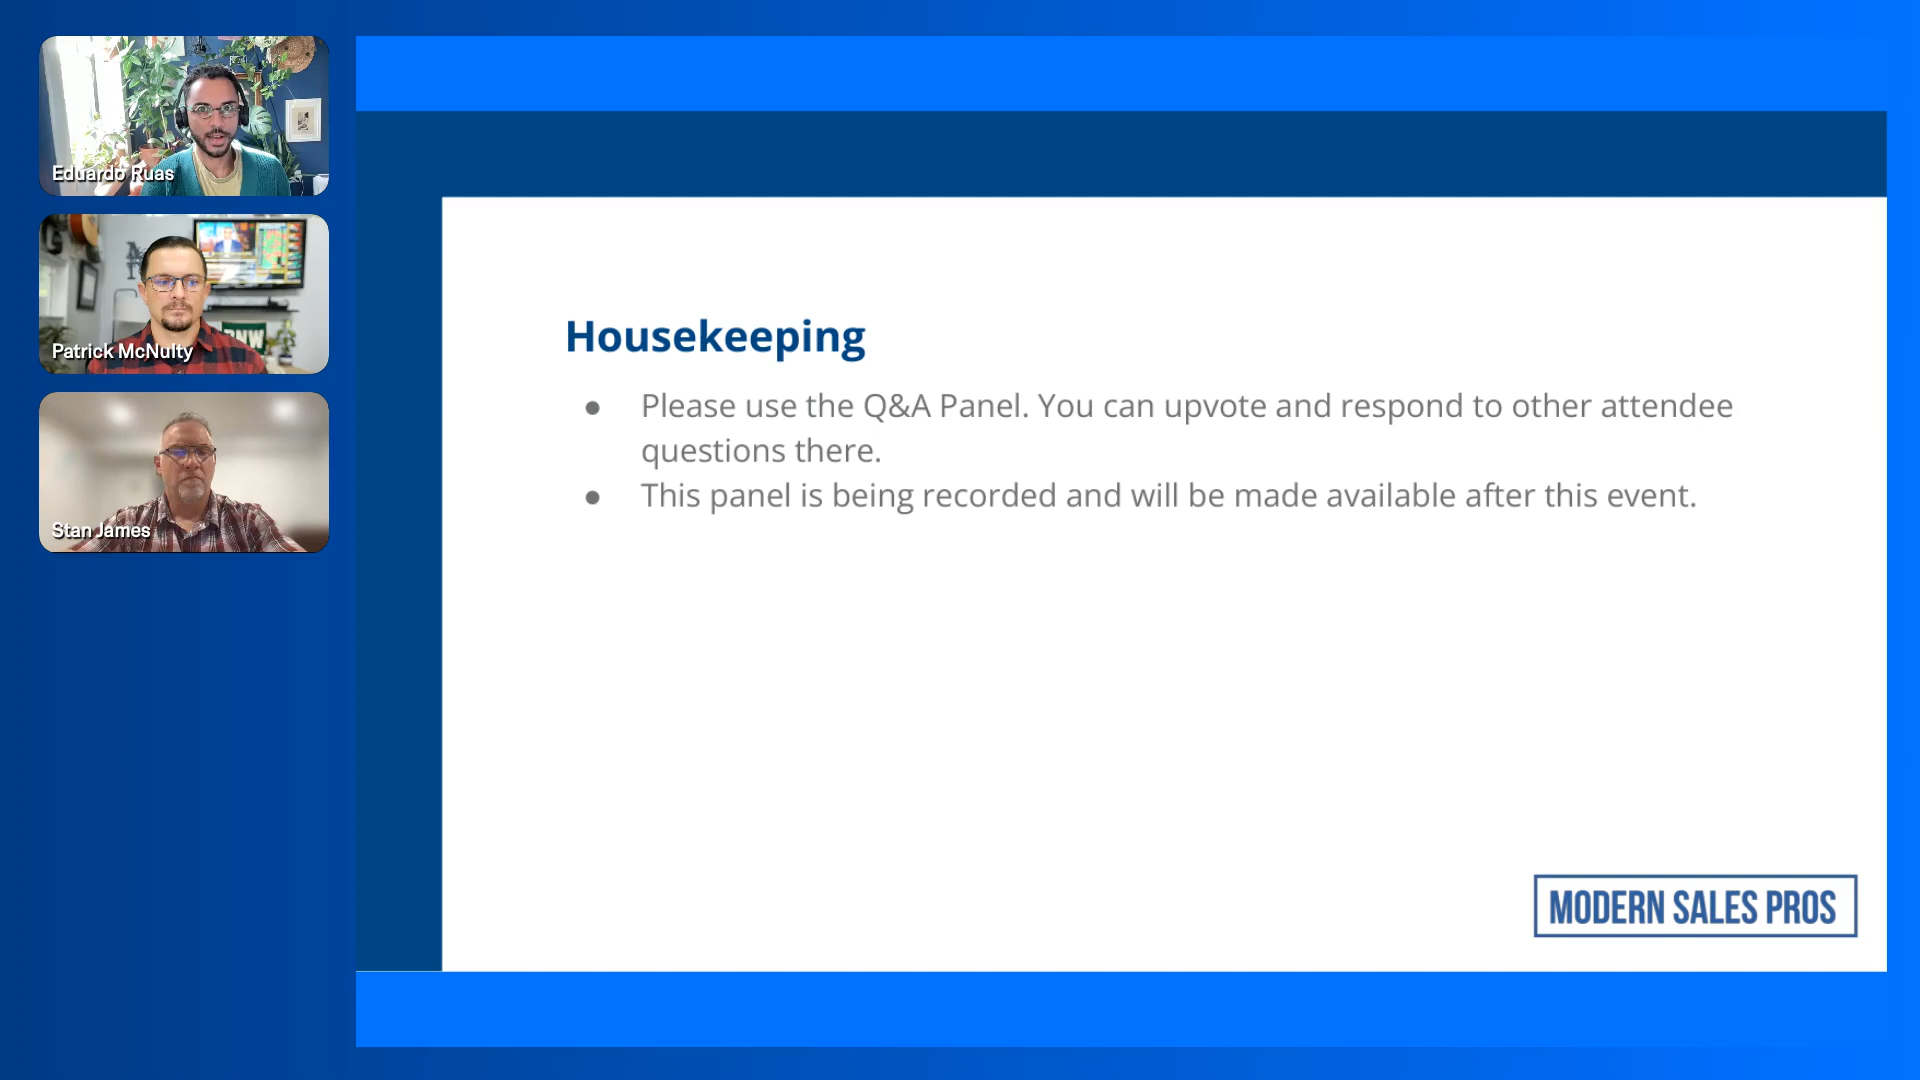 Eduardo Ruas
Patrick McNulty
Stan James
Housekeeping
● Please use the Q&A Panel. You can upvote and respond to other attendee
questions there.
● This panel is being recorded and will be made available after this event.
MODERN SALES PROS